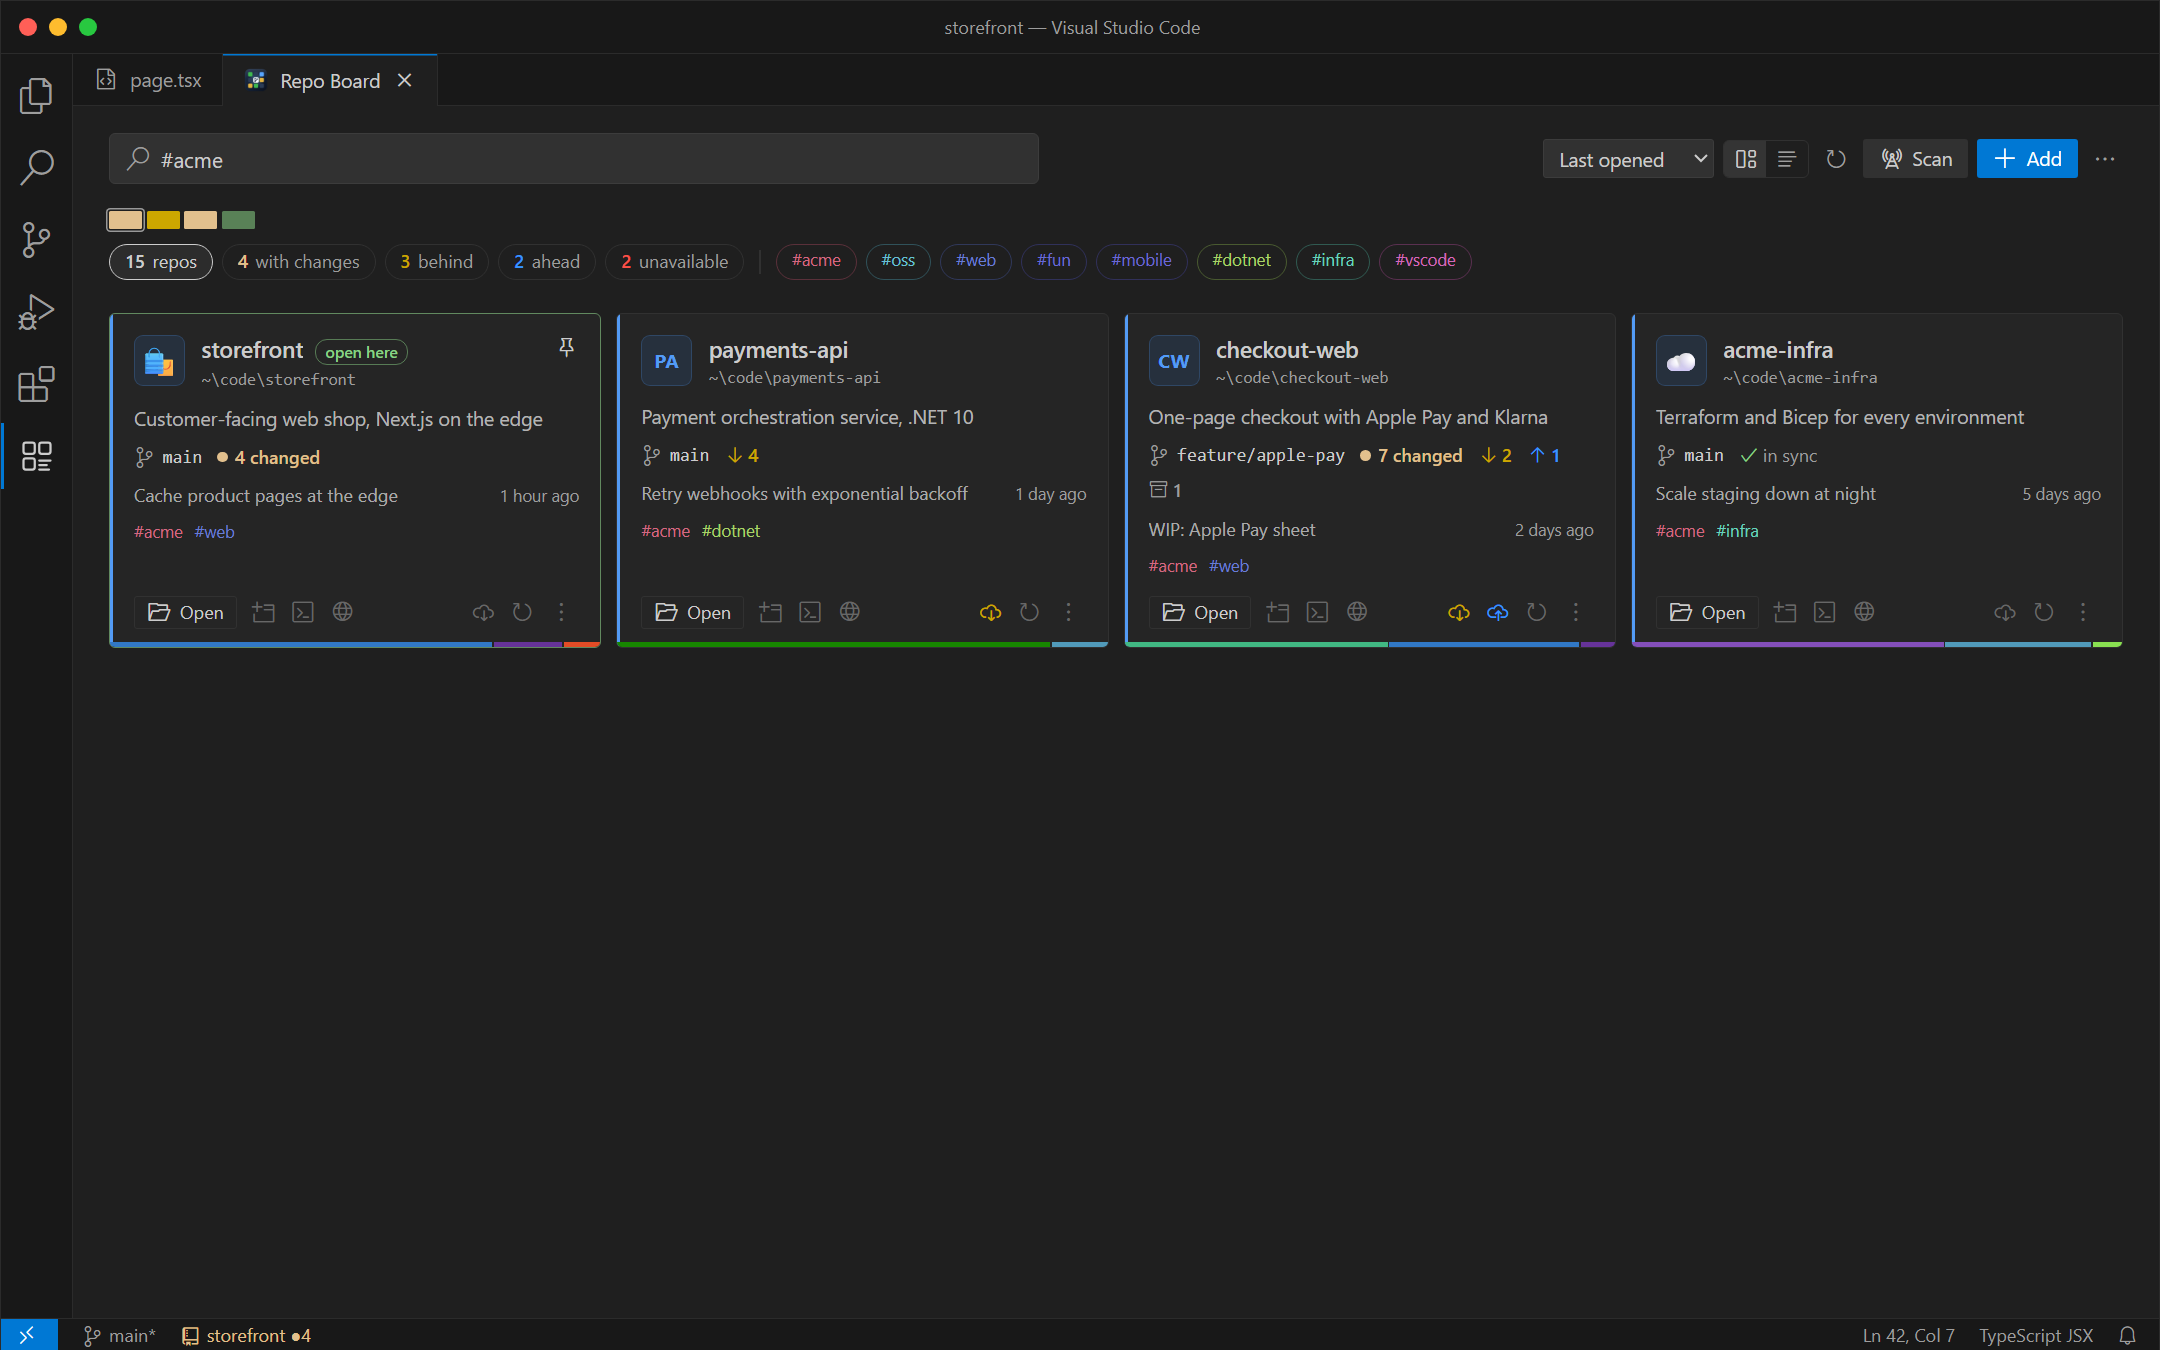 storefront — Visual Studio Code
page.tsx
Repo Board
#acme
Last opened
Scan
Add
15 repos
4 with changes
3 behind
2 ahead
2 unavailable
#acme
#oss
#web
#fun
#mobile
#dotnet
#infra
#vscode
storefront open here
~\code\storefront
Customer-facing web shop, Next.js on the edge
main 4 changed
Cache product pages at the edge 1 hour ago
#acme #web
Open
PA
payments-api
~\code\payments-api
Payment orchestration service, .NET 10
main ↓ 4
Retry webhooks with exponential backoff 1 day ago
#acme #dotnet
Open
CW
checkout-web
~\code\checkout-web
One-page checkout with Apple Pay and Klarna
feature/apple-pay 7 changed ↓ 2 ↑ 1
1
WIP: Apple Pay sheet 2 days ago
#acme #web
Open
acme-infra
~\code\acme-infra
Terraform and Bicep for every environment
main ✓ in sync
Scale staging down at night 5 days ago
#acme #infra
Open
main* storefront ●4
Ln 42, Col 7 TypeScript JSX